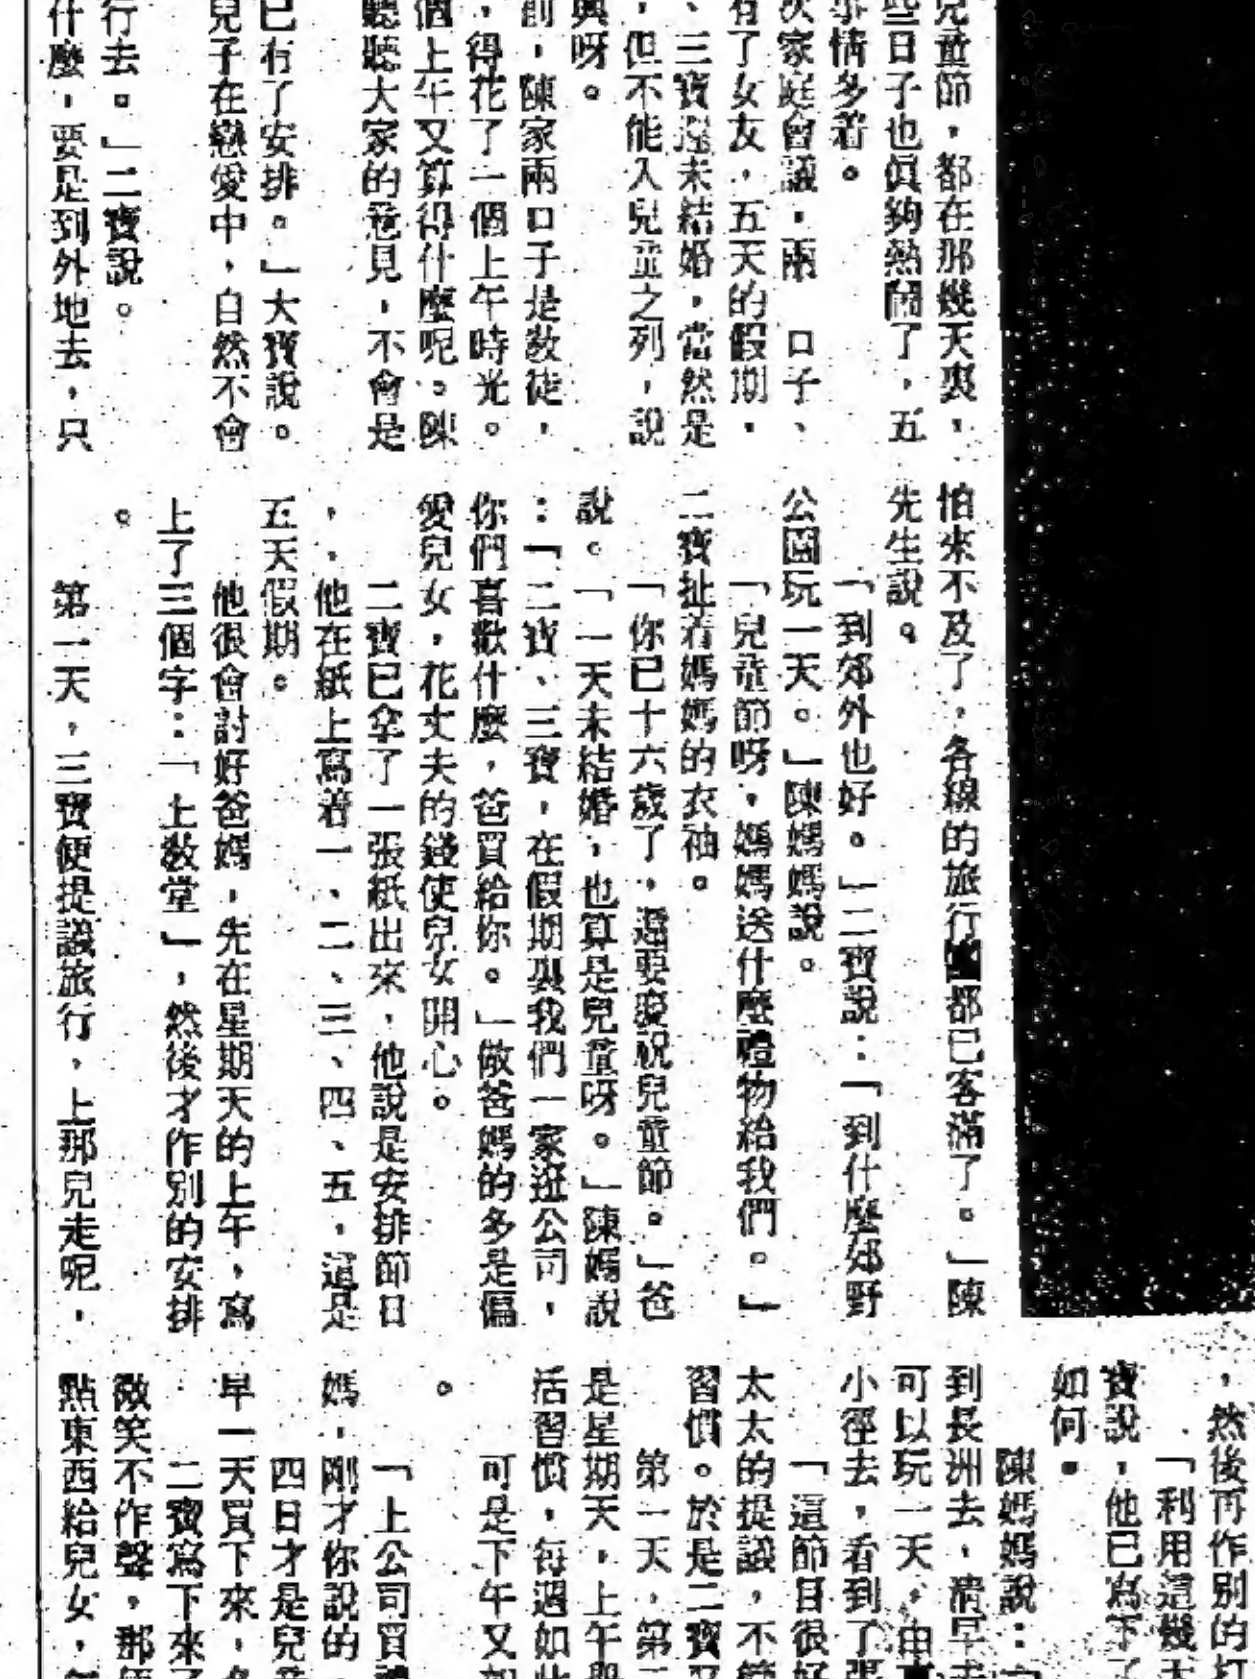 兒童節，都在那幾天裏，
些日子也眞夠熱鬧了，五
事情多着。
次家庭會議，兩　口子、
有了女友，五天的假期，
、三寶還未結婚，當然是
，但不能入兒童之列，說
興呀。
，陳家兩口子是敎徒，
，得花了一個上午時光。
個上午又算得什麼呢。陳
聽聽大家的意見，不會是
已有了安排。」大寶說。
兒子在戀愛中，自然不會
行去。」二寶說。
什麼，要是到外地去，只
怕來不及了，各線的旅行團都已客滿了。」陳
先生說。
「到郊外也好。」二寶說：「到什麼郊野
公園玩一天。」陳媽媽說。
「兒童節呀，媽媽送什麼禮物給我們。」
二寶扯着媽媽的衣袖。
「你已十六歲了，還要慶祝兒童節。」爸
說。「一天未結婚，也算是兒童呀。」陳媽說
：「二寶、三寶，在假期與我們一家逛公司，
你們喜歡什麼，爸買給你。」做爸媽的多是偏
愛兒女，花丈夫的錢使兒女開心。
二寶已拿了一張紙出來，他說是安排節日
，他在紙上寫着一、二、三、四、五，這是
五天假期。
他很會討好爸媽，先在星期天的上午，寫
上了三個字：「上敎堂」，然後才作別的安排
。
第一天，三寶便提議旅行，上那兒走呢，
，然後再作別的打
「利用這幾天
寶說，他已寫下了
如何。
陳媽媽說：「
到長洲去，清早去
可以玩一天，由
小徑去，看到了張
「這節目很好
太太的提議，不
習慣。於是二寶又
第一天，第二
是星期天，上午與
活習慣，每週如此
可是下午又如
。
「上公司買禮
媽，剛才你說的，
四日才是兒童
早一天買下來，
二寶寫下來了
微笑不作聲，那
點東西給兒女，